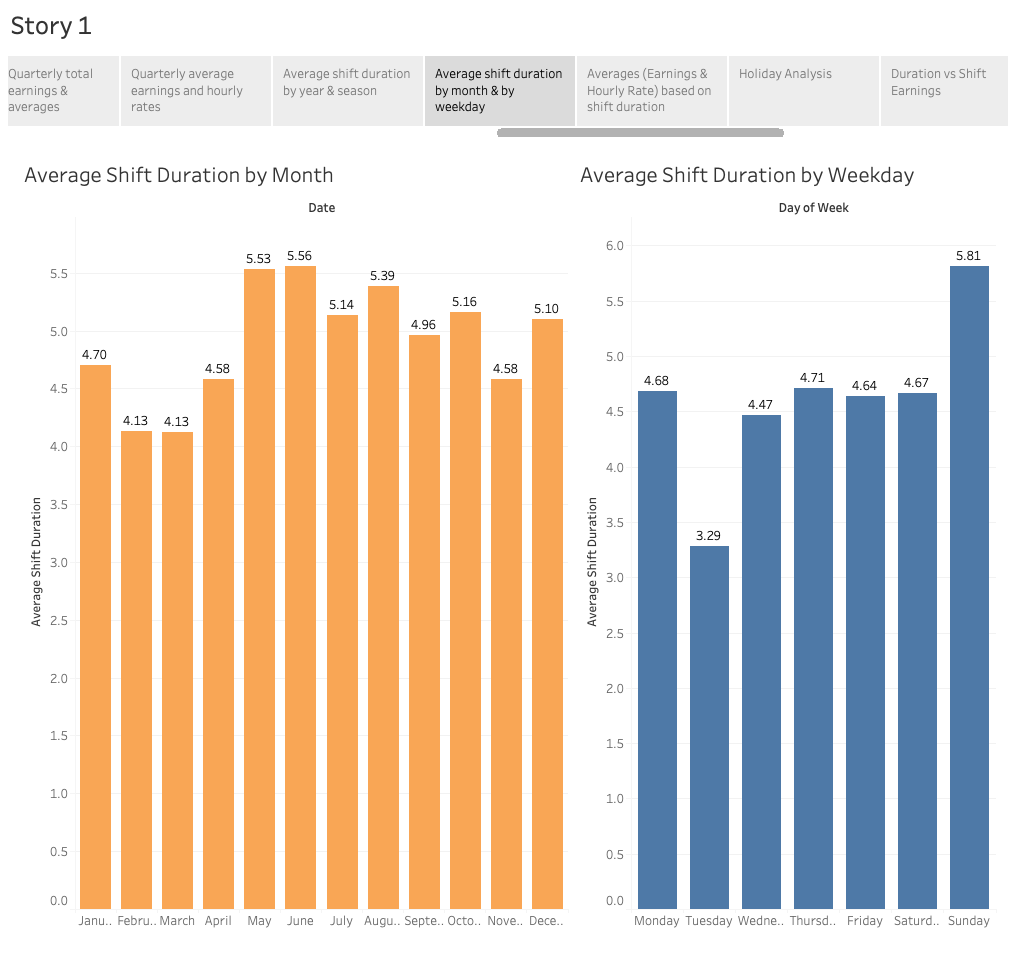 Story 1
Quarterly total
earnings &
averages
Quarterly average
earnings and hourly
rates
Average shift duration
by year & season
Average shift duration
by month & by
weekday
Averages (Earnings &
Hourly Rate) based on
shift duration
Holiday Analysis
Duration vs Shift
Earnings
Average Shift Duration by Month
Date
Average Shift Duration
5.5
5.0
4.5
4.0
3.5
3.0
2.5
2.0
1.5
1.0
0.5
0.0
4.70
4.13
4.13
4.58
5.53
5.56
5.14
5.39
4.96
5.16
4.58
5.10
Janu..
Febru..
March
April
May
June
July
Augu..
Septe..
Octo..
Nove..
Dece..
Average Shift Duration by Weekday
Day of Week
Average Shift Duration
6.0
5.5
5.0
4.5
4.0
3.5
3.0
2.5
2.0
1.5
1.0
0.5
0.0
4.68
3.29
4.47
4.71
4.64
4.67
5.81
Monday
Tuesday
Wedne..
Thursd..
Friday
Saturd..
Sunday